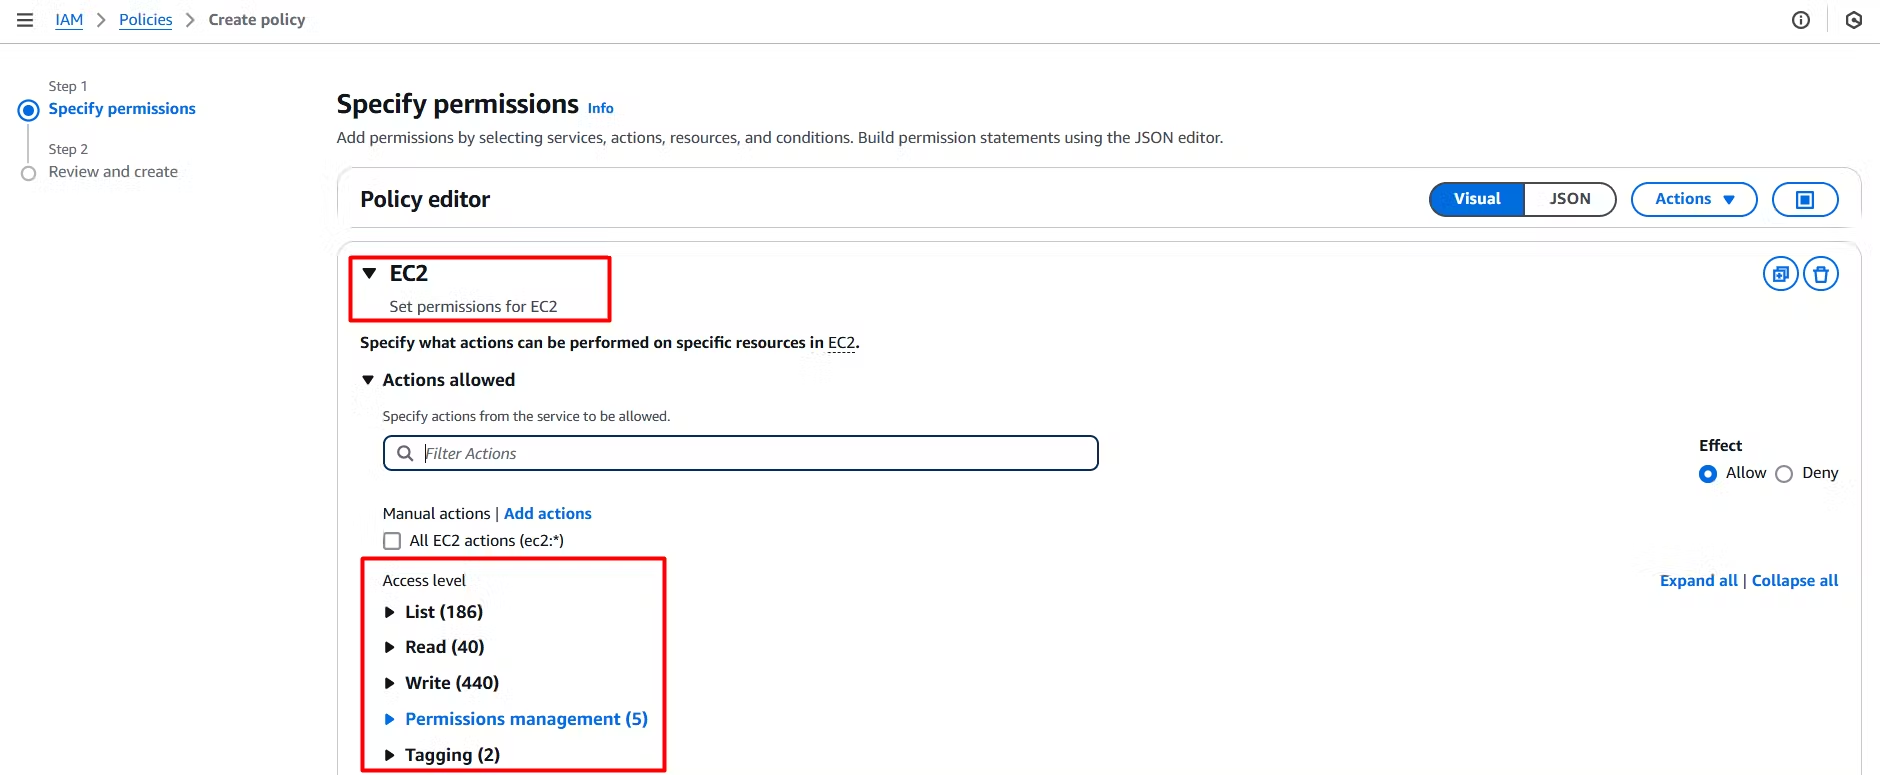 IAM > Policies > Create policy
Step 1
Specify permissions
Step 2
Review and create
Specify permissions Info
Add permissions by selecting services, actions, resources, and conditions. Build permission statements using the JSON editor.
Policy editor
Visual JSON Actions
EC2
Set permissions for EC2
Specify what actions can be performed on specific resources in EC2.
Actions allowed
Specify actions from the service to be allowed.
Filter Actions
Effect
Allow Deny
Manual actions | Add actions
All EC2 actions (ec2:*)
Access level
Expand all | Collapse all
List (186)
Read (40)
Write (440)
Permissions management (5)
Tagging (2)